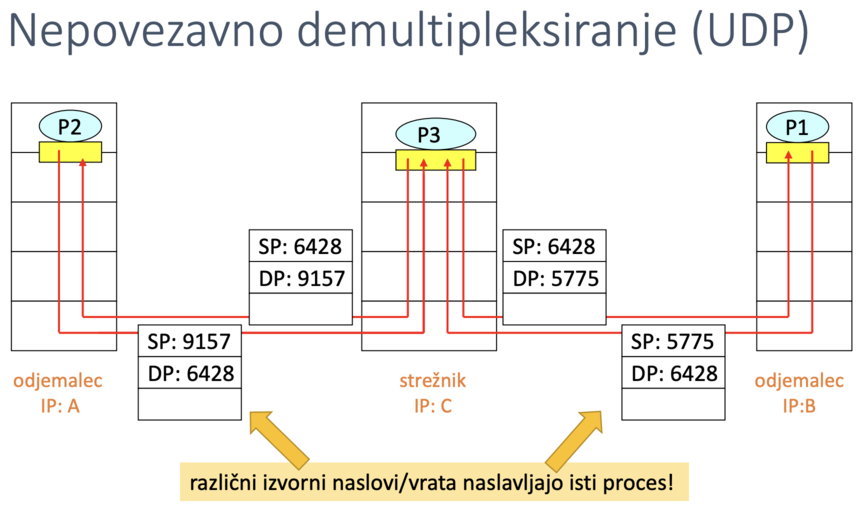 Nepovezavno demultipleksiranje (UDP)
P2
P3
P1
SP: 6428
DP: 9157
SP: 6428
DP: 5775
SP: 9157
DP: 6428
SP: 5775
DP: 6428
odjemalec
IP: A
strežnik
IP: C
odjemalec
IP:B
različni izvorni naslovi/vrata naslavljajo isti proces!